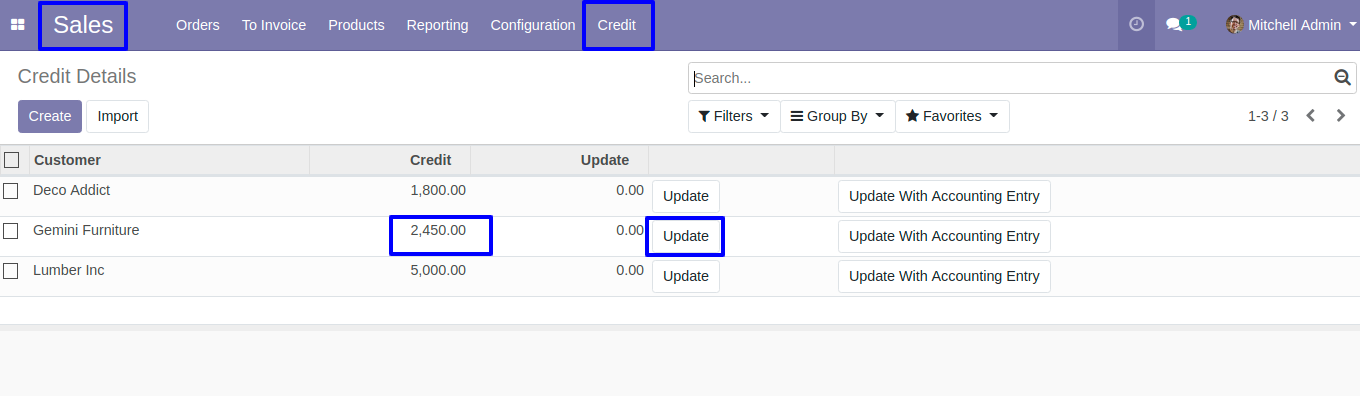 Sales Orders To Invoice Products Reporting Configuration Credit 1 Mitchell Admin
Credit Details Search...
Create Import Filters Group By Favorites 1-3 / 3
Customer Credit Update
Deco Addict 1,800.00 0.00 Update Update With Accounting Entry
Gemini Furniture 2,450.00 0.00 Update Update With Accounting Entry
Lumber Inc 5,000.00 0.00 Update Update With Accounting Entry